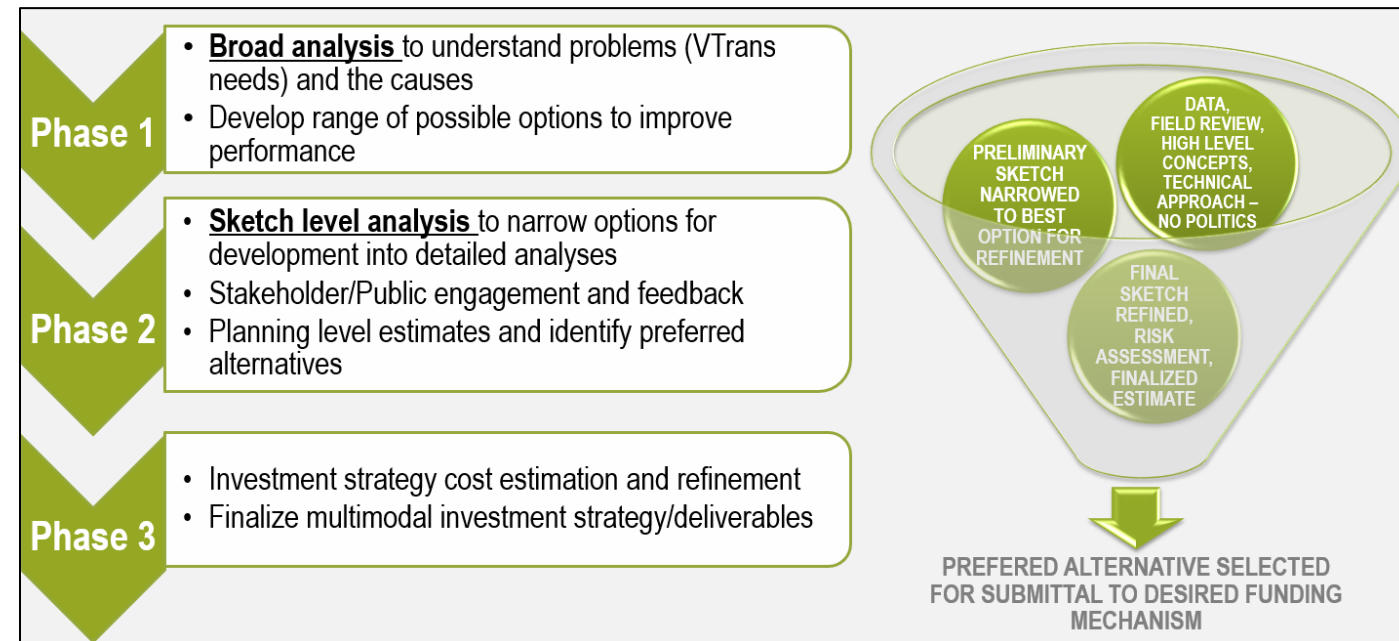 Phase 1
• Broad analysis to understand problems (VTrans
needs) and the causes
• Develop range of possible options to improve
performance
Phase 2
• Sketch level analysis to narrow options for
development into detailed analyses
• Stakeholder/Public engagement and feedback
• Planning level estimates and identify preferred
alternatives
Phase 3
• Investment strategy cost estimation and refinement
• Finalize multimodal investment strategy/deliverables
PRELIMINARY
SKETCH
NARROWED
TO BEST
OPTION FOR
REFINEMENT
DATA,
FIELD REVIEW,
HIGH LEVEL
CONCEPTS,
TECHNICAL
APPROACH –
NO POLITICS
FINAL
SKETCH
REFINED,
RISK
ASSESSMENT,
FINALIZED
ESTIMATE
PREFERED ALTERNATIVE SELECTED
FOR SUBMITTAL TO DESIRED FUNDING
MECHANISM